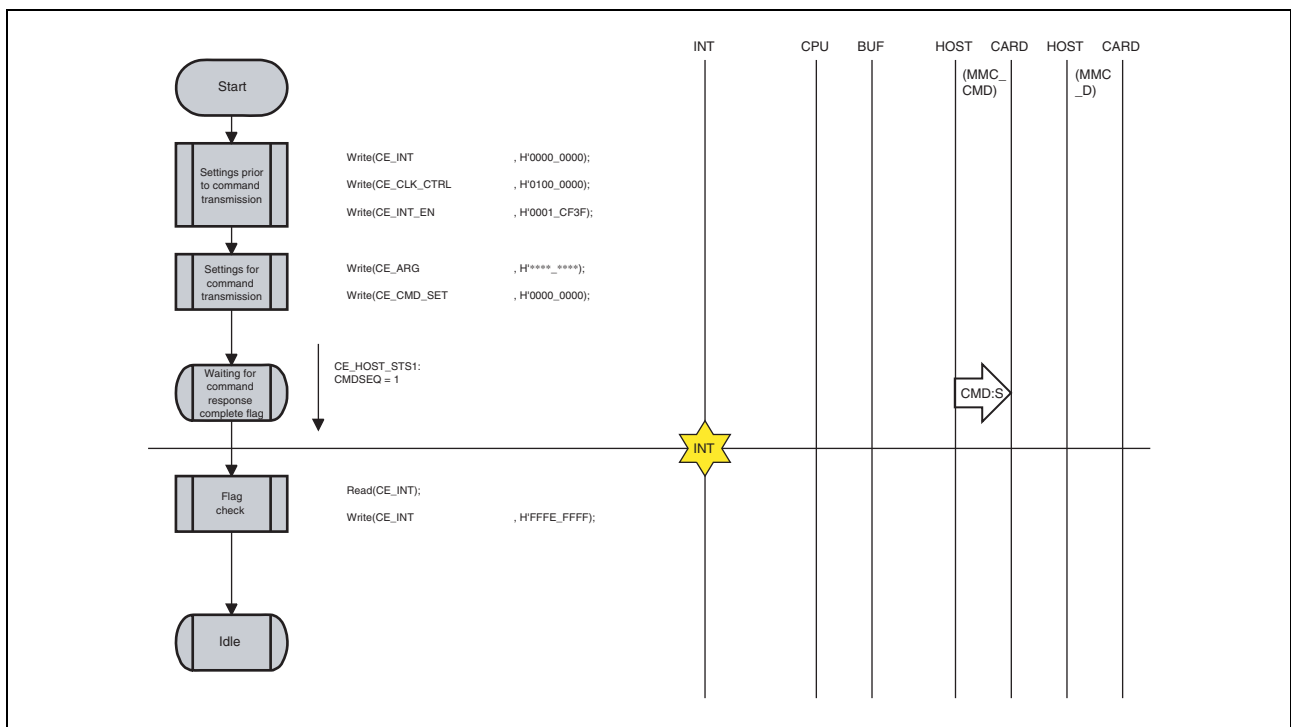 INT CPU BUF HOST CARD HOST CARD
(MMC_
CMD)
(MMC
_D)
Start
Settings prior
to command
transmission
Write(CE_INT , H'0000_0000);
Write(CE_CLK_CTRL , H'0100_0000);
Write(CE_INT_EN , H'0001_CF3F);
Settings for
command
transmission
Write(CE_ARG , H'****_****);
Write(CE_CMD_SET , H'0000_0000);
Waiting for
command
response
complete flag
CE_HOST_STS1:
CMDSEQ = 1
CMD:S
INT
Flag
check
Read(CE_INT);
Write(CE_INT , H'FFFE_FFFF);
Idle